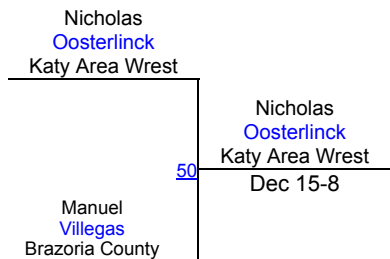 Nicholas
Oosterlinck
Katy Area Wrest
Nicholas
Oosterlinck
Katy Area Wrest
50
Dec 15-8
Manuel
Villegas
Brazoria County